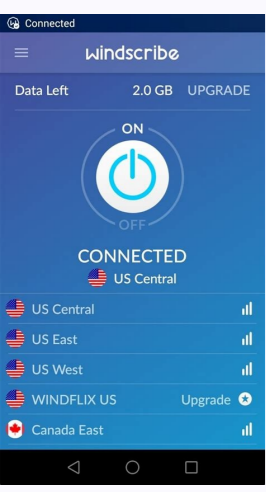 Connected
windscribe
Data Left 2.0 GB UPGRADE
ON
OFF
CONNECTED
US Central
US Central
US East
US West
WINDFLIX US Upgrade
Canada East